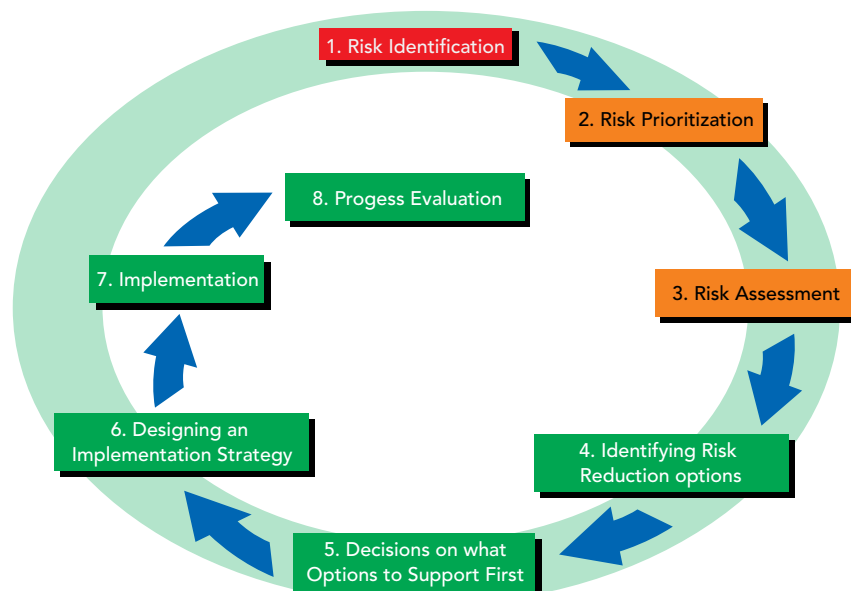 1. Risk Identification
2. Risk Prioritization
3. Risk Assessment
4. Identifying Risk
Reduction options
5. Decisions on what
Options to Support First
6. Designing an
Implementation Strategy
7. Implementation
8. Progess Evaluation